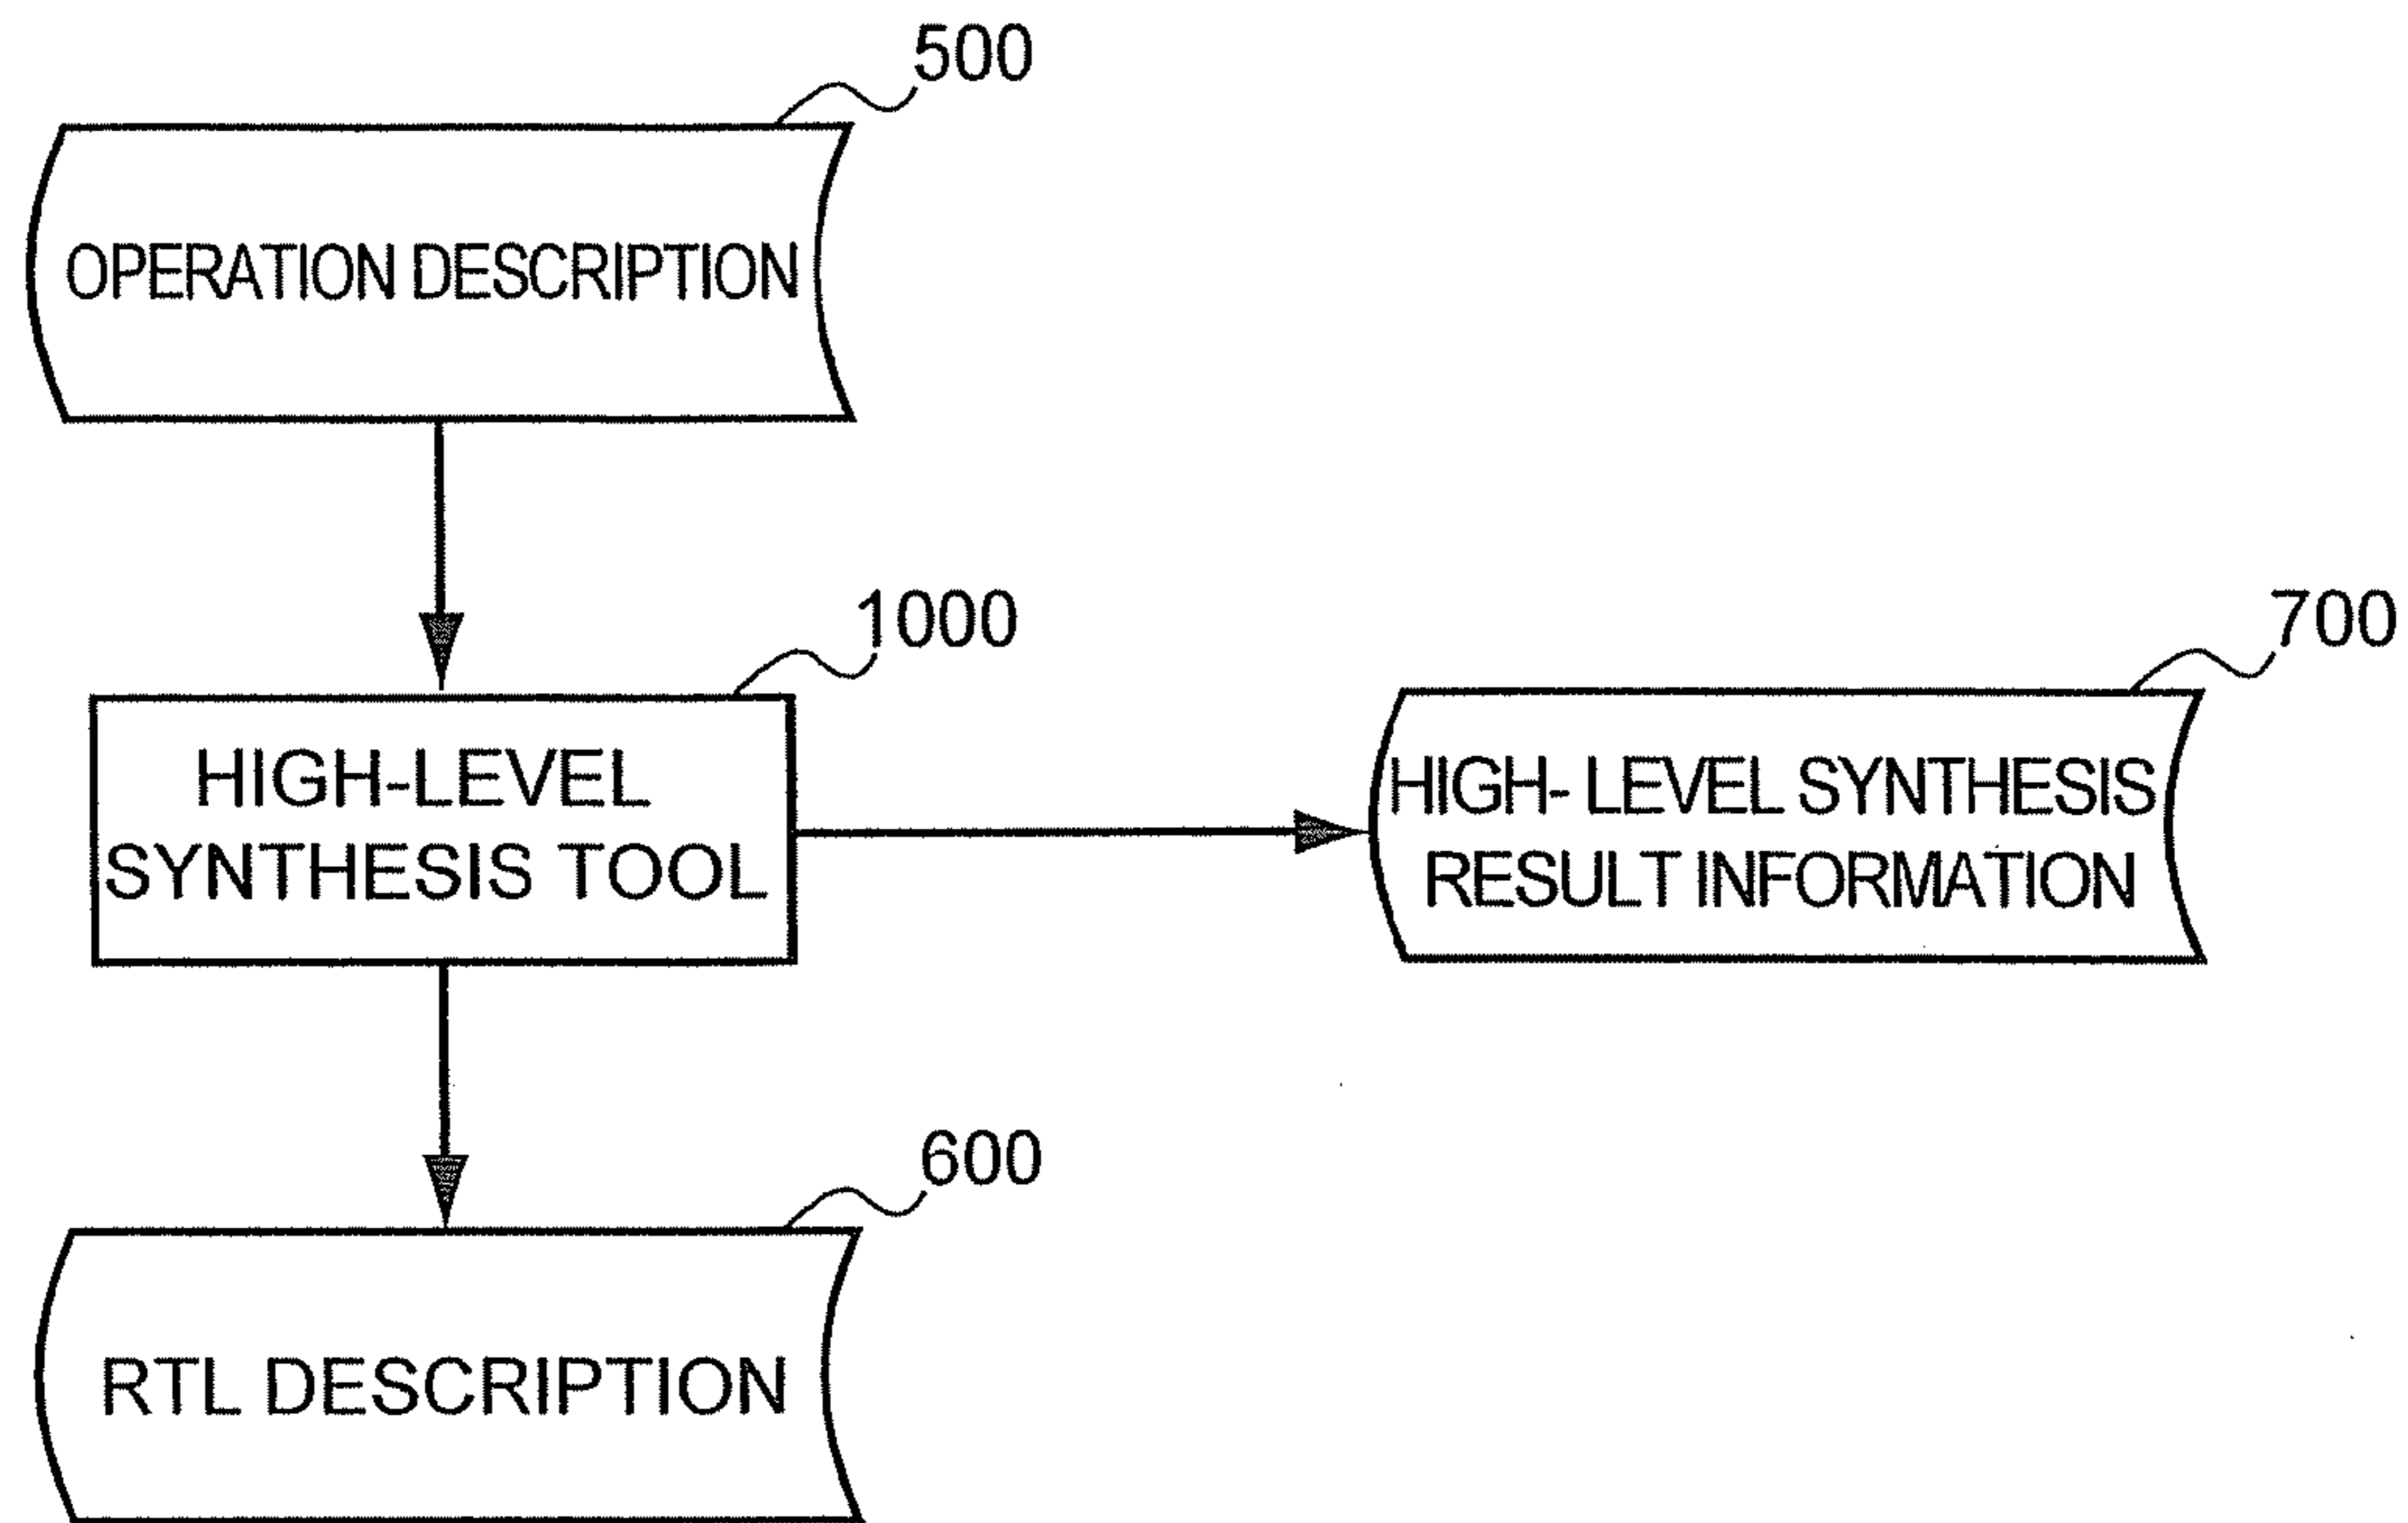 500
OPERATION DESCRIPTION
1000
HIGH-LEVEL
SYNTHESIS TOOL
700
HIGH- LEVEL SYNTHESIS
RESULT INFORMATION
600
RTL DESCRIPTION